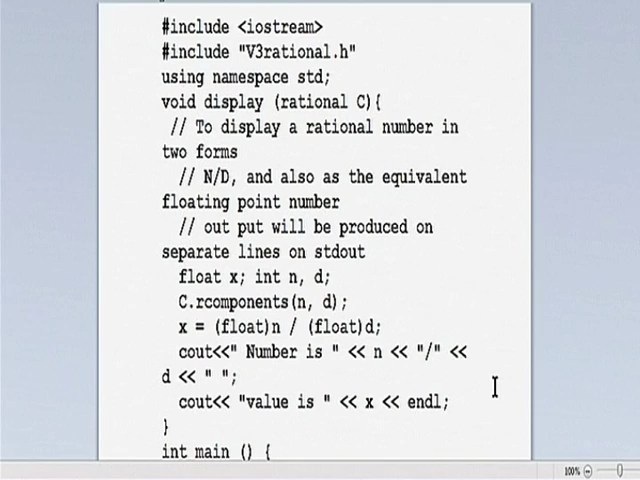 #include <iostream>
#include "V3rational.h"
using namespace std;
void display (rational C){
// To display a rational number in
two forms
// N/D, and also as the equivalent
floating point number
// out put will be produced on
separate lines on stdout
float x; int n, d;
C.rcomponents(n, d);
x = (float)n / (float)d;
cout<<" Number is " << n << "/" <<
d << " ";
cout<< "value is " << x << endl;
}
int main () {
100%